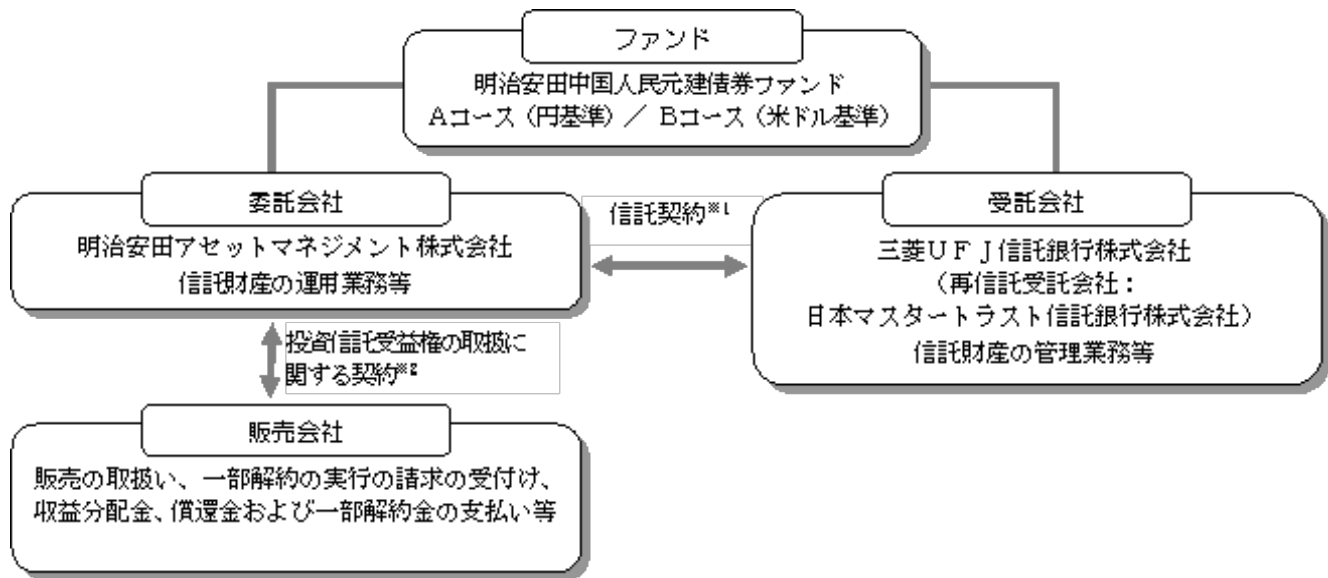 ファンド
明治安田中国人民元建債券ファンド
Aコース（円基準）／ Bコース（米ドル基準）
委託会社
明治安田アセットマネジメント株式会社
信託財産の運用業務等
信託契約※1
受託会社
三菱UFJ信託銀行株式会社
（再信託受託会社：
日本マスタートラスト信託銀行株式会社）
信託財産の管理業務等
投資信託受益権の取扱に
関する契約※2
販売会社
販売の取扱い、一部解約の実行の請求の受付け、
収益分配金、償還金および一部解約金の支払い等